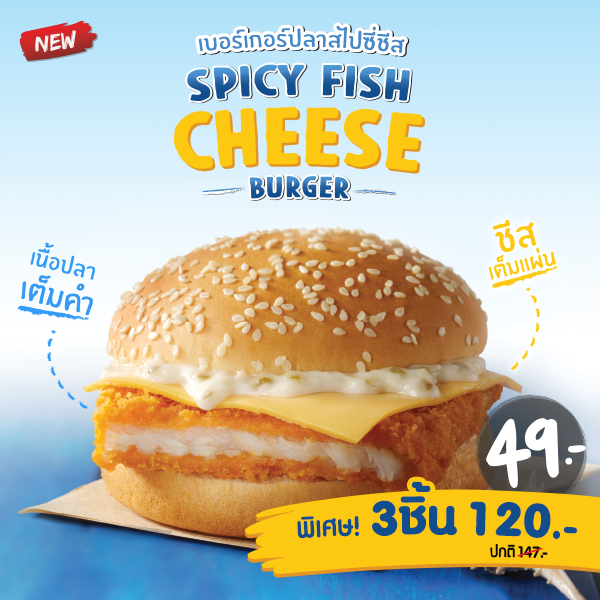 NEW
เบอร์เกอร์ปลาสไปซี่ชีส
SPICY FISH
CHEESE
BURGER
เนื้อปลา
เต็มคำ
ชีส
เต็มแผ่น
49.-
พิเศษ! 3ชิ้น 120.-
ปกติ 147.-